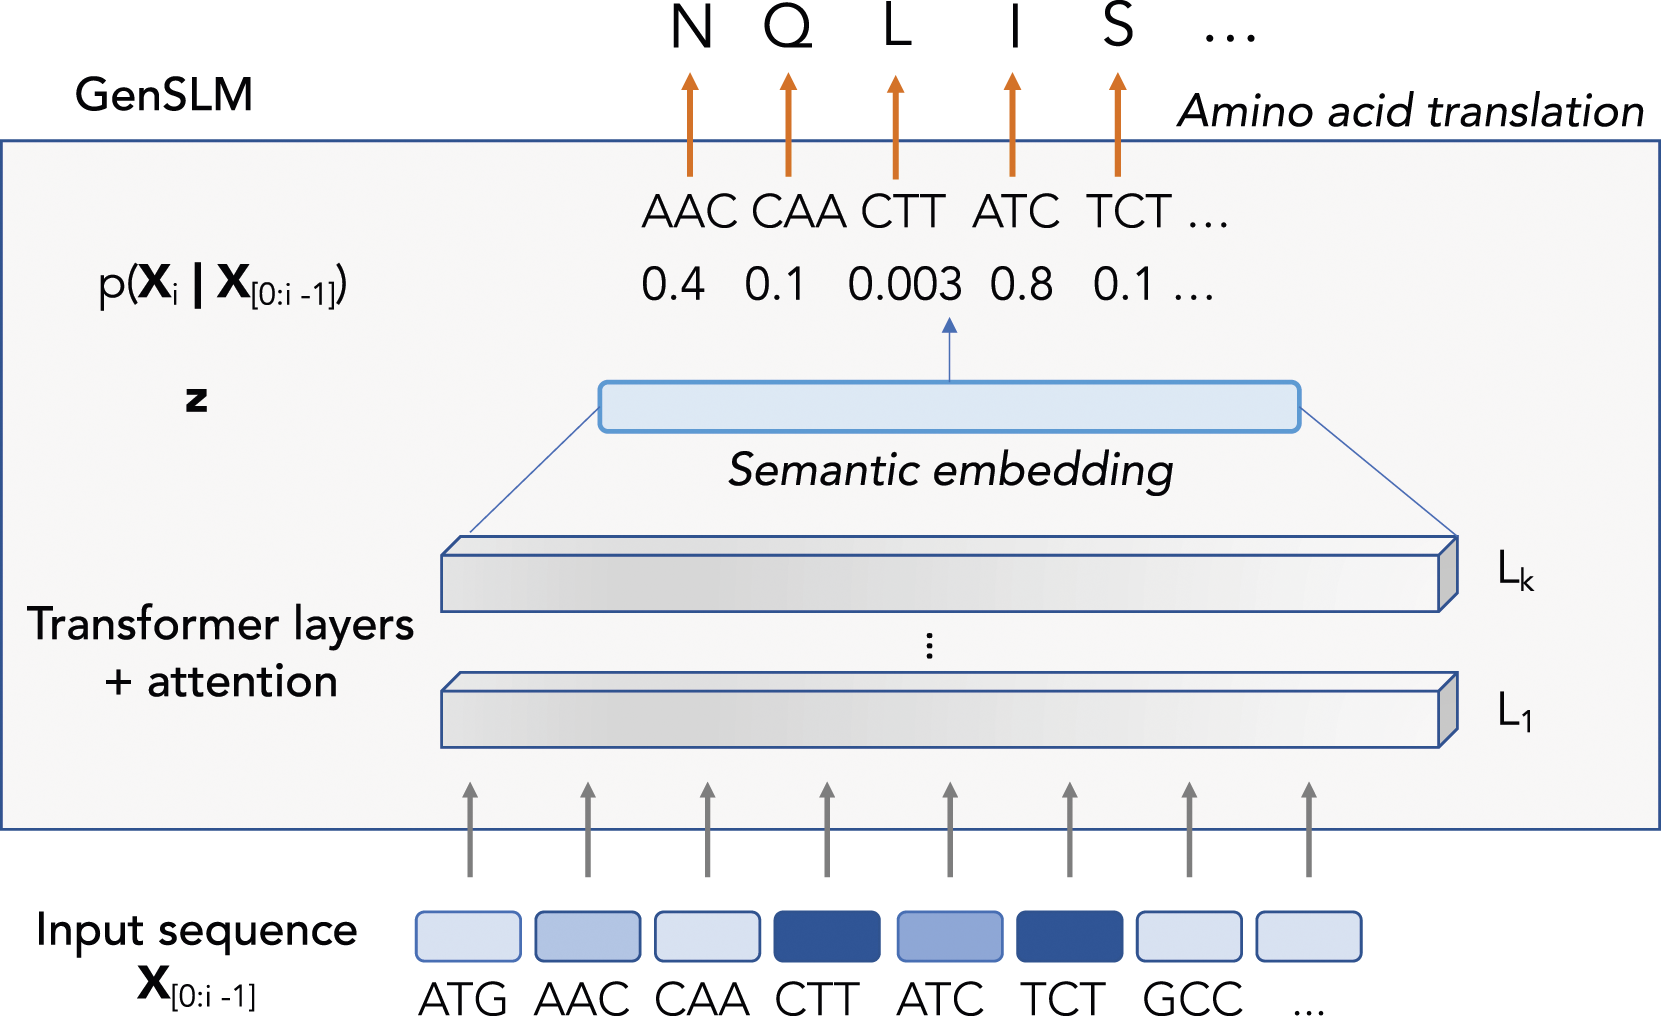 N Q L I S ...
GenSLM
Amino acid translation
AAC CAA CTT ATC TCT ...
p(Xi | X[0:i -1])
0.4 0.1 0.003 0.8 0.1 ...
z
Semantic embedding
Lk
Transformer layers
+ attention
⋮
L1
Input sequence
X[0:i -1]
ATG AAC CAA CTT ATC TCT GCC ...